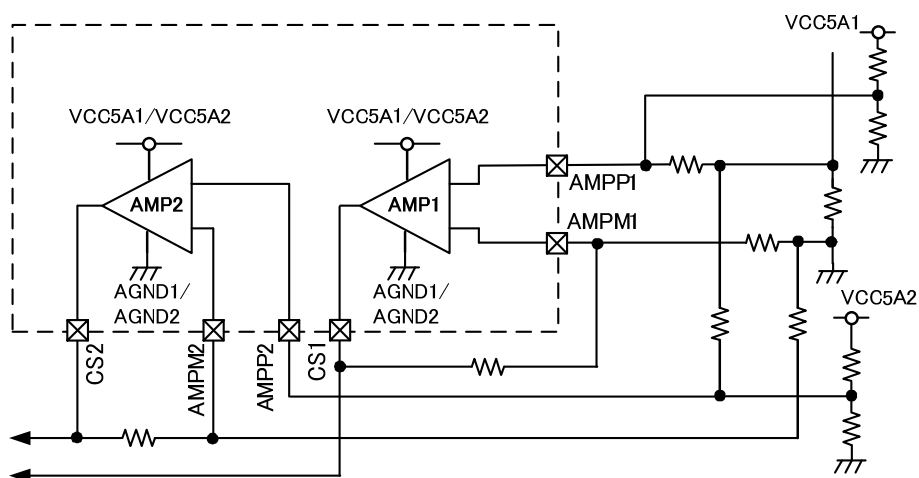 VCC5A1
VCC5A1/VCC5A2
VCC5A1/VCC5A2
AMPP1
AMP2
AMP1
AMPM1
AGND1/
AGND2
AGND1/
AGND2
VCC5A2
CS2
AMPM2
AMPP2
CS1